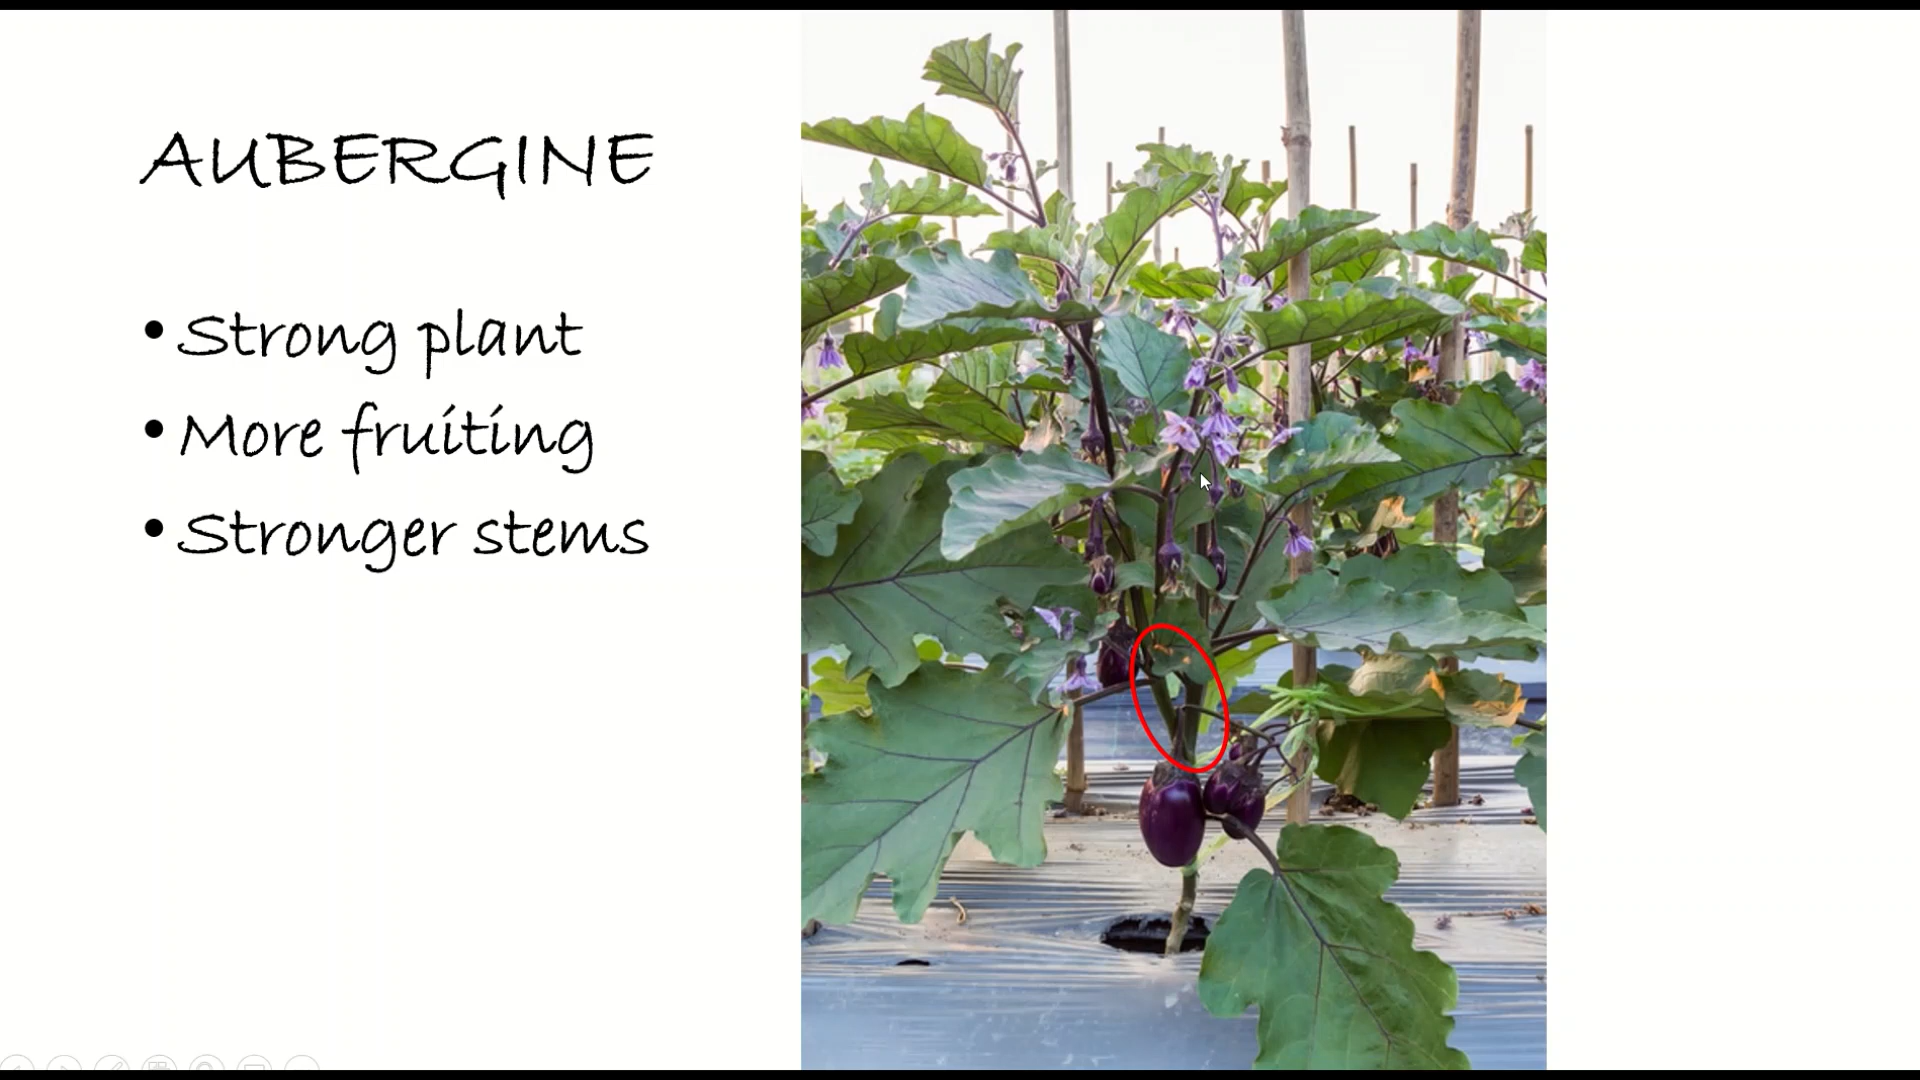 AUBERGINE
• Strong plant
• More fruiting
• Stronger stems